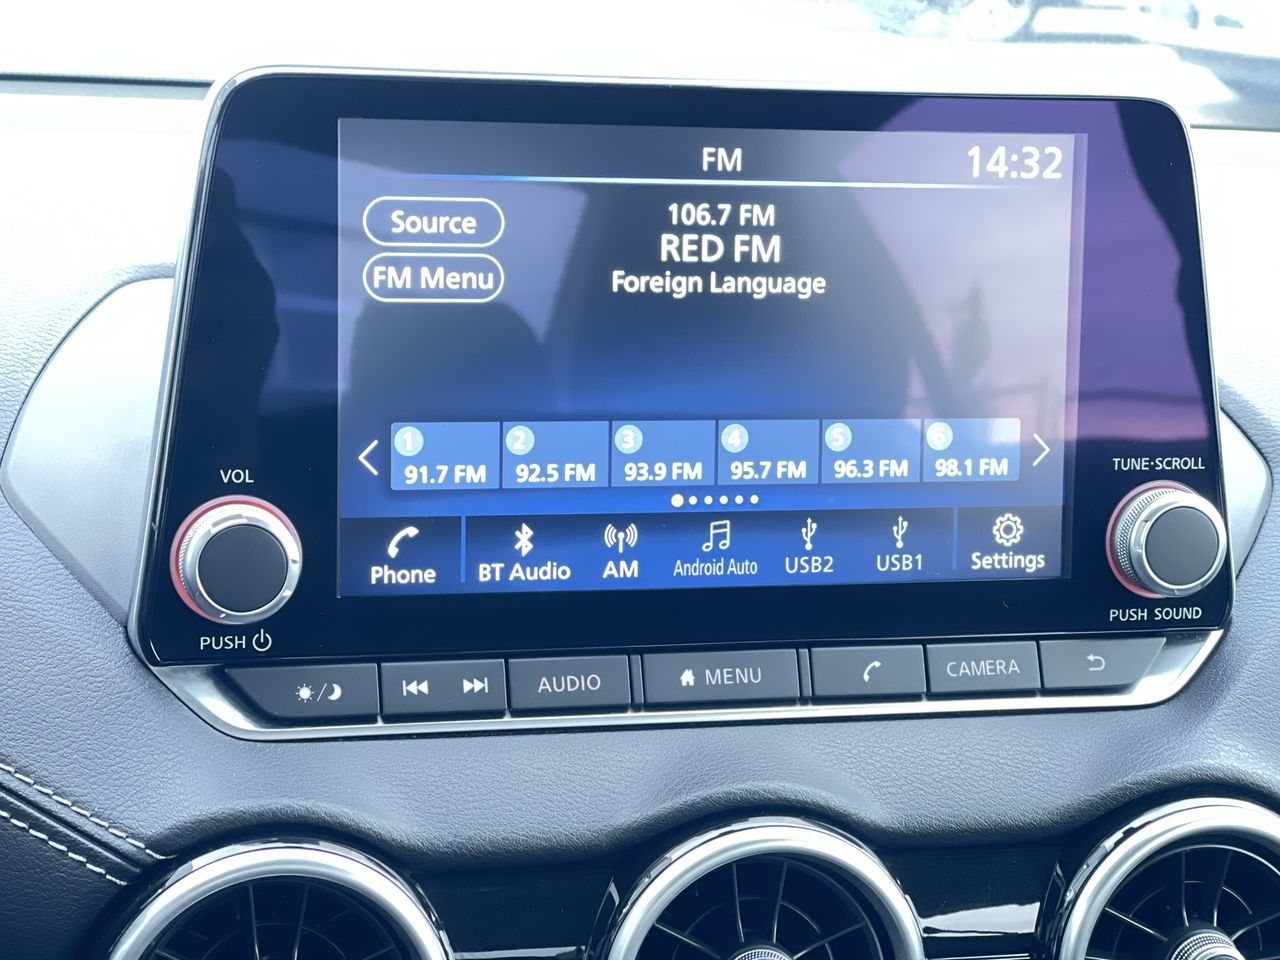 FM
14:32
Source
106.7 FM
RED FM
FM Menu
Foreign Language
1
91.7 FM
2
92.5 FM
3
93.9 FM
4
95.7 FM
5
96.3 FM
6
98.1 FM
VOL
TUNE·SCROLL
Phone
BT Audio
AM
Android Auto
USB2
USB1
Settings
PUSH
PUSH SOUND
AUDIO
MENU
CAMERA